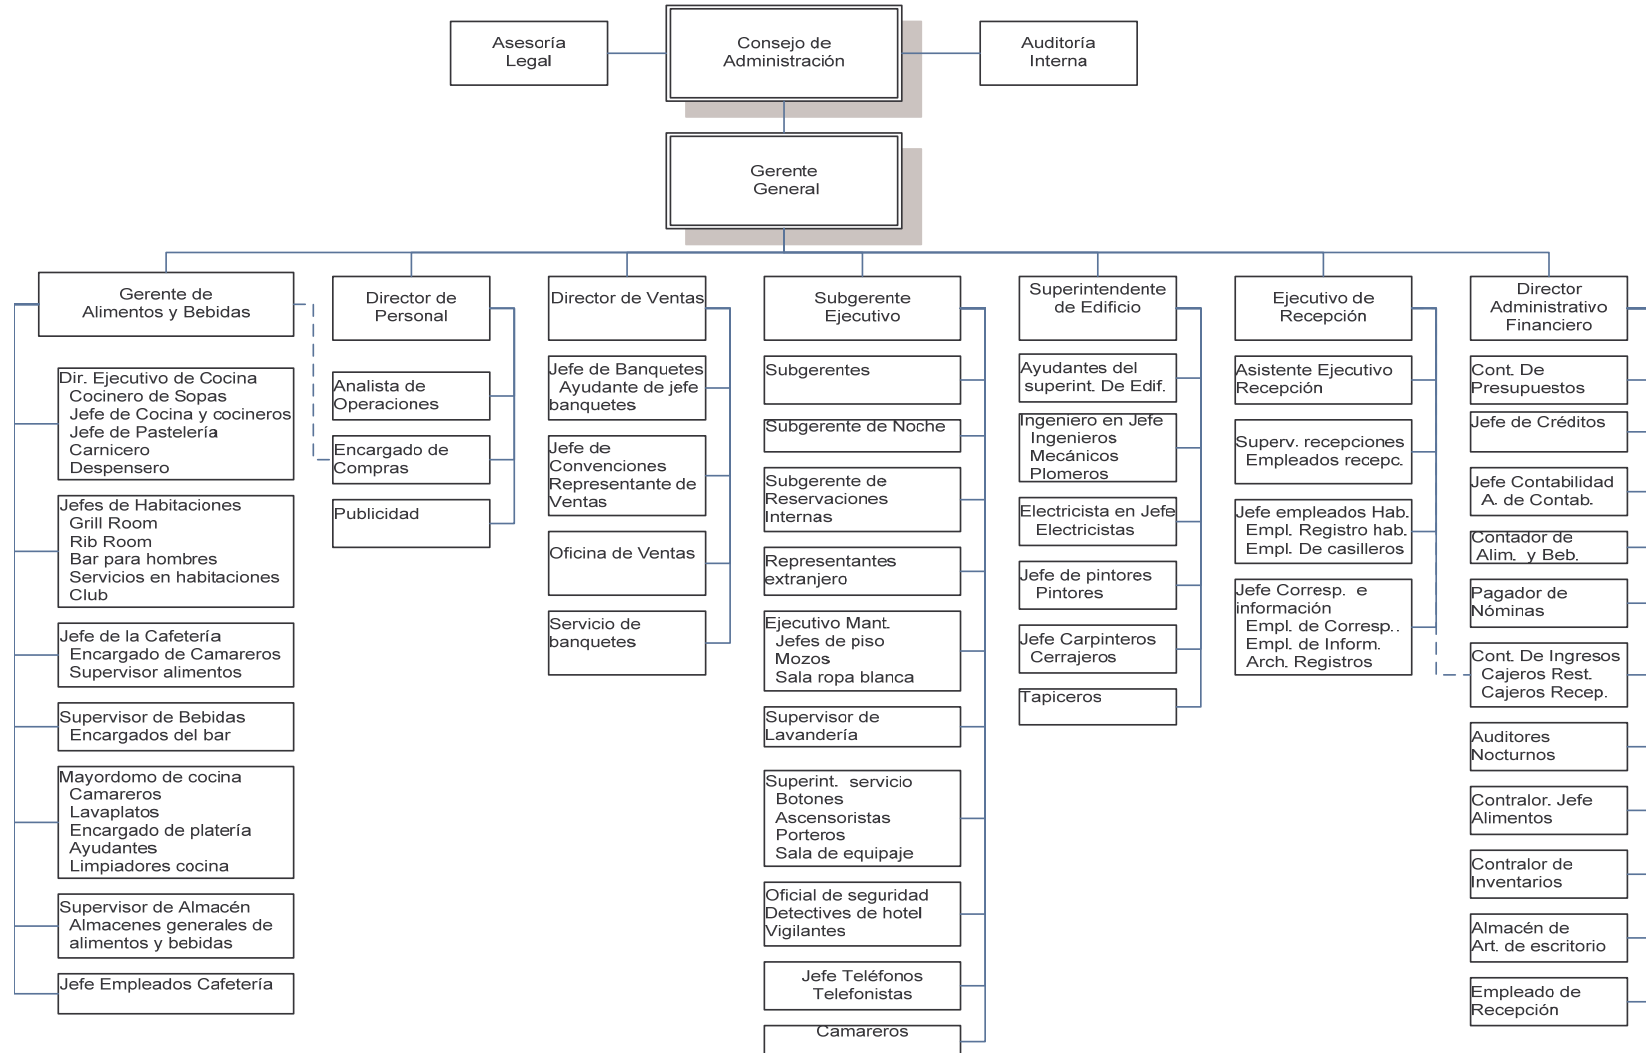 Asesoría
Legal
Consejo de
Administración
Auditoría
Interna
Gerente
General
Gerente de
Alimentos y Bebidas
Dir. Ejecutivo de Cocina
Cocinero de Sopas
Jefe de Cocina y cocineros
Jefe de Pastelería
Carnicero
Despensero
Jefes de Habitaciones
Grill Room
Rib Room
Bar para hombres
Servicios en habitaciones
Club
Jefe de la Cafetería
Encargado de Camareros
Supervisor alimentos
Supervisor de Bebidas
Encargados del bar
Mayordomo de cocina
Camareros
Lavaplatos
Encargado de platería
Ayudantes
Limpiadores cocina
Supervisor de Almacén
Almacenes generales de
alimentos y bebidas
Jefe Empleados Cafetería
Director de
Personal
Analista de
Operaciones
Encargado de
Compras
Publicidad
Director de Ventas
Jefe de Banquetes
Ayudante de jefe
banquetes
Jefe de
Convenciones
Representante de
Ventas
Oficina de Ventas
Servicio de
banquetes
Subgerente
Ejecutivo
Subgerentes
Subgerente de Noche
Subgerente de
Reservaciones
Internas
Representantes
extranjero
Ejecutivo Mant.
Jefes de piso
Mozos
Sala ropa blanca
Supervisor de
Lavandería
Superint. servicio
Botones
Ascensoristas
Porteros
Sala de equipaje
Oficial de seguridad
Detectives de hotel
Vigilantes
Jefe Teléfonos
Telefonistas
Camareros
Superintendente
de Edificio
Ayudantes del
superint. De Edif.
Ingeniero en Jefe
Ingenieros
Mecánicos
Plomeros
Electricista en Jefe
Electricistas
Jefe de pintores
Pintores
Jefe Carpinteros
Cerrajeros
Tapiceros
Ejecutivo de
Recepción
Asistente Ejecutivo
Recepción
Superv. recepciones
Empleados recepc.
Jefe empleados Hab.
Empl. Registro hab.
Empl. De casilleros
Jefe Corresp. e
información
Empl. de Corresp..
Empl. de Inform.
Arch. Registros
Director
Administrativo
Financiero
Cont. De
Presupuestos
Jefe de Créditos
Jefe Contabilidad
A. de Contab.
Contador de
Alim. y Beb.
Pagador de
Nóminas
Cont. De Ingresos
Cajeros Rest.
Cajeros Recep.
Auditores
Nocturnos
Contralor. Jefe
Alimentos
Contralor de
Inventarios
Almacén de
Art. de escritorio
Empleado de
Recepción